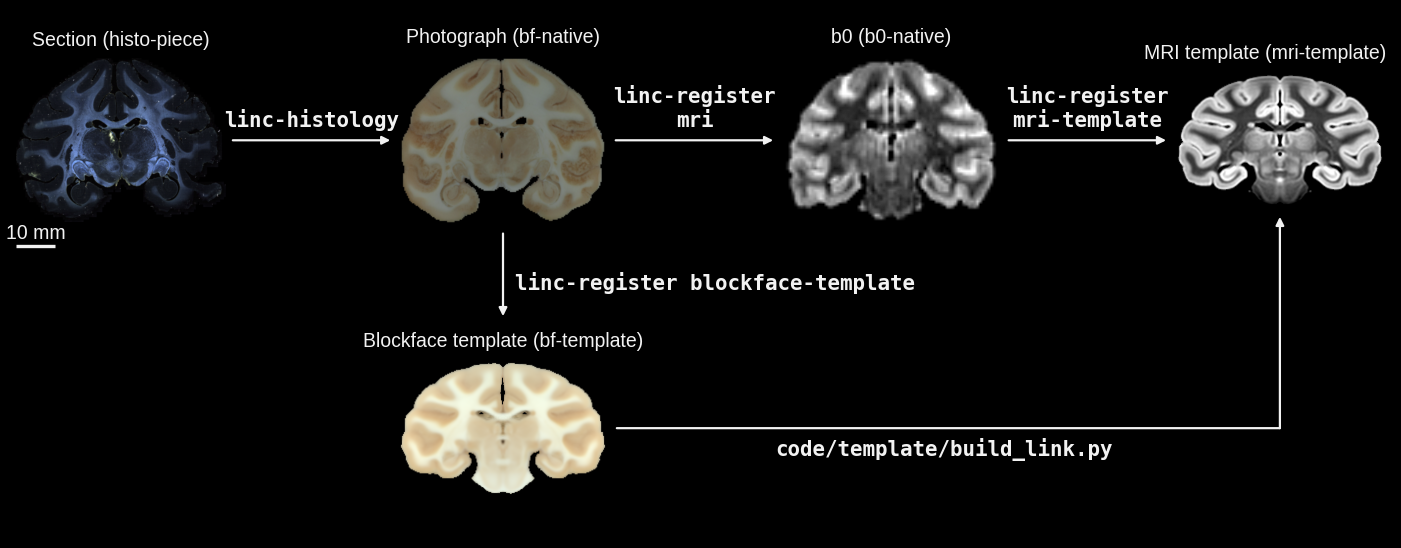 Section (histo-piece)
Photograph (bf-native)
b0 (b0-native)
MRI template (mri-template)
linc-histology
linc-register
mri
linc-register
mri-template
10 mm
linc-register blockface-template
Blockface template (bf-template)
code/template/build_link.py